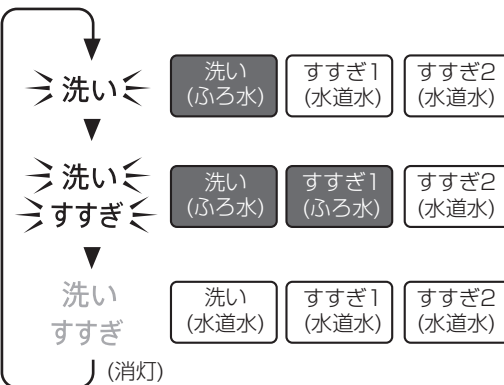 洗い
洗い
(ふろ水)
すすぎ1
(水道水)
すすぎ2
(水道水)
洗い
すすぎ
洗い
(ふろ水)
すすぎ1
(ふろ水)
すすぎ2
(水道水)
洗い
すすぎ
洗い
(水道水)
すすぎ1
(水道水)
すすぎ2
(水道水)
(消灯)